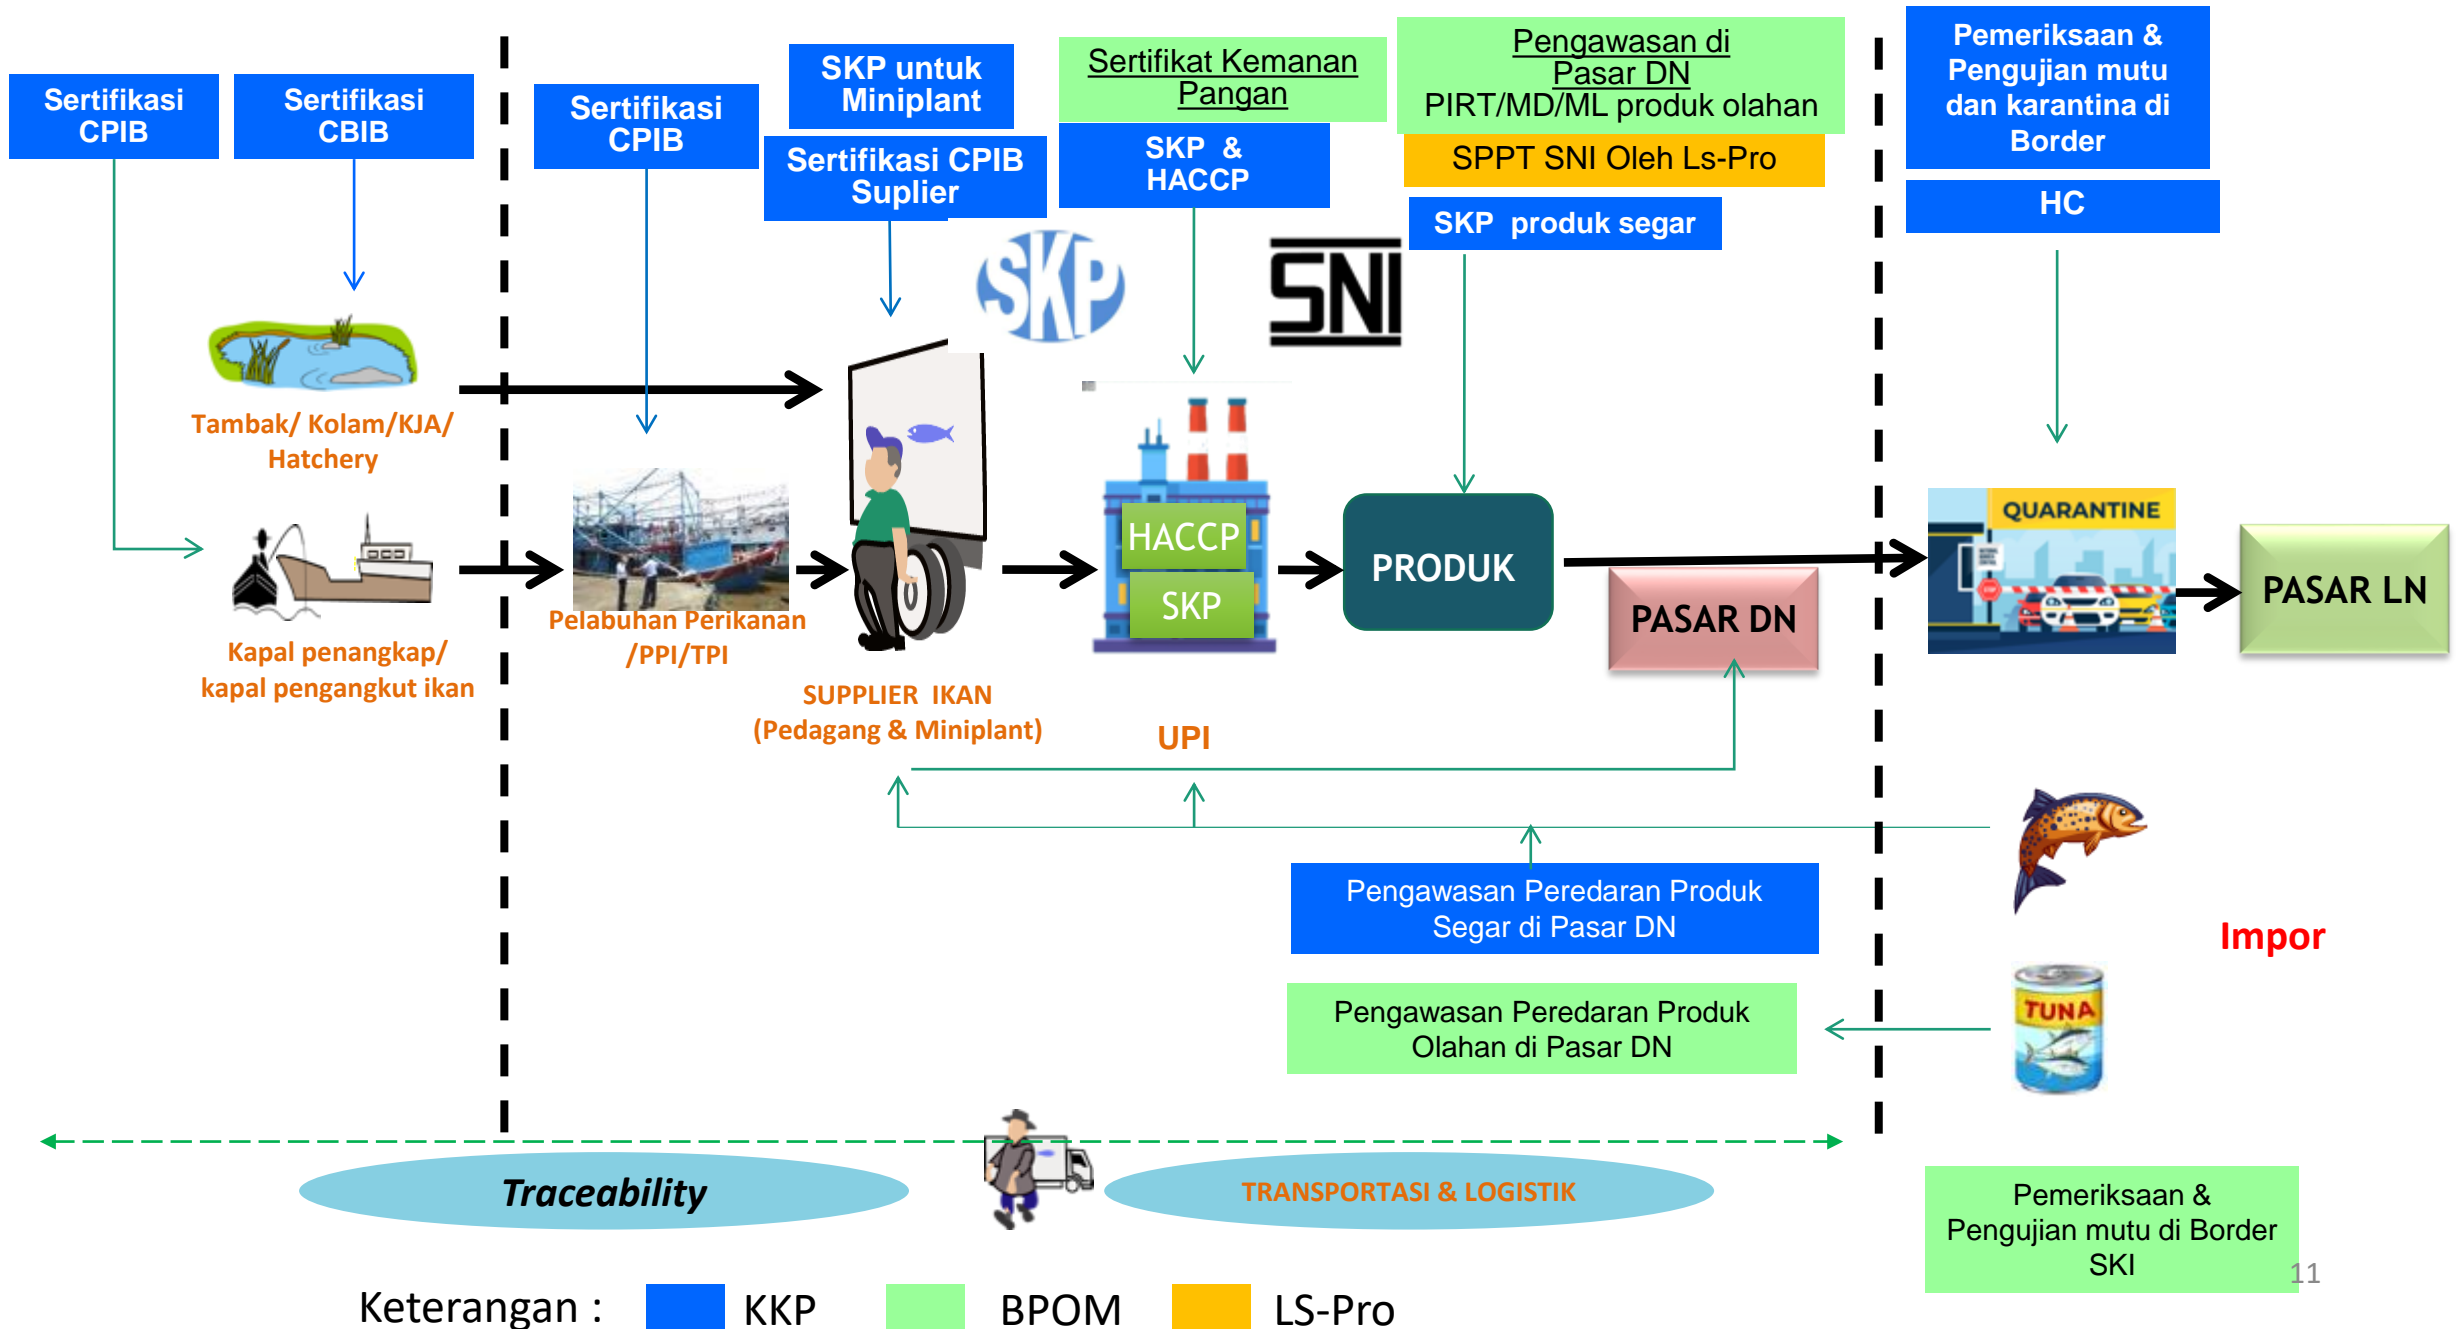 Sertifikasi
CPIB
Sertifikasi
CBIB
Sertifikasi
CPIB
SKP untuk
Miniplant
Sertifikasi CPIB
Suplier
Sertifikat Kemanan
Pangan
SKP &
HACCP
Pengawasan di
Pasar DN
PIRT/MD/ML produk olahan
SPPT SNI Oleh Ls-Pro
SKP produk segar
Pemeriksaan &
Pengujian mutu
dan karantina di
Border
HC
SKP
SNI
Tambak/ Kolam/KJA/
Hatchery
Kapal penangkap/
kapal pengangkut ikan
Pelabuhan Perikanan
/PPI/TPI
SUPPLIER IKAN
(Pedagang & Miniplant)
HACCP
SKP
UPI
PRODUK
PASAR DN
QUARANTINE
PASAR LN
Pengawasan Peredaran Produk
Segar di Pasar DN
Impor
Pengawasan Peredaran Produk
Olahan di Pasar DN
TUNA
Traceability
TRANSPORTASI & LOGISTIK
Pemeriksaan &
Pengujian mutu di Border
SKI
11
Keterangan :
KKP
BPOM
LS-Pro